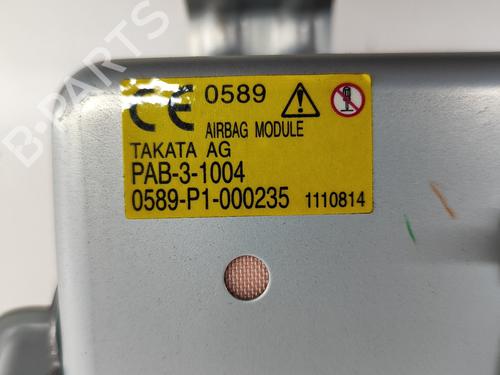 B-PARTS
CE 0589
AIRBAG MODULE
TAKATA AG
PAB-3-1004
0589-P1-000235 1110814